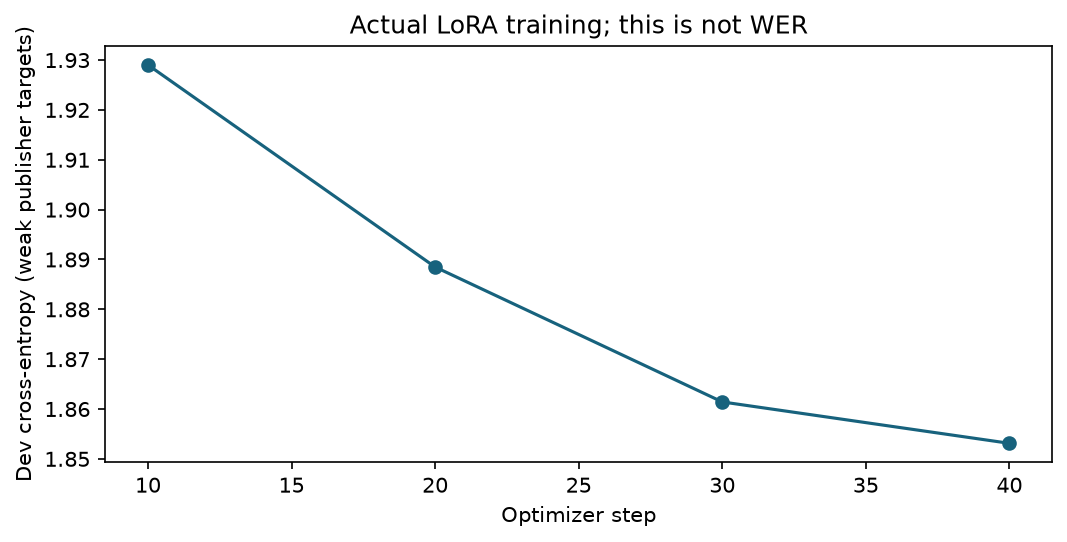 Actual LoRA training; this is not WER
Dev cross-entropy (weak publisher targets)
1.93
1.92
1.91
1.90
1.89
1.88
1.87
1.86
1.85
10 15 20 25 30 35 40
Optimizer step